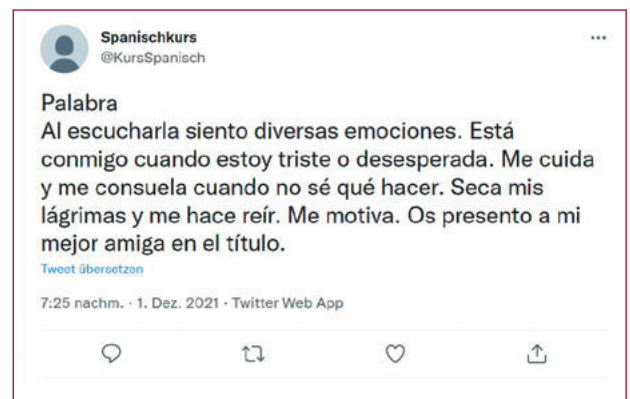 Spanischkurs
@KursSpanisch
Palabra
Al escucharla siento diversas emociones. Está
conmigo cuando estoy triste o desesperada. Me cuida
y me consuela cuando no sé qué hacer. Seca mis
lágrimas y me hace reír. Me motiva. Os presento a mi
mejor amiga en el título.
Tweet übersetzen
7:25 nachm. · 1. Dez. 2021 · Twitter Web App